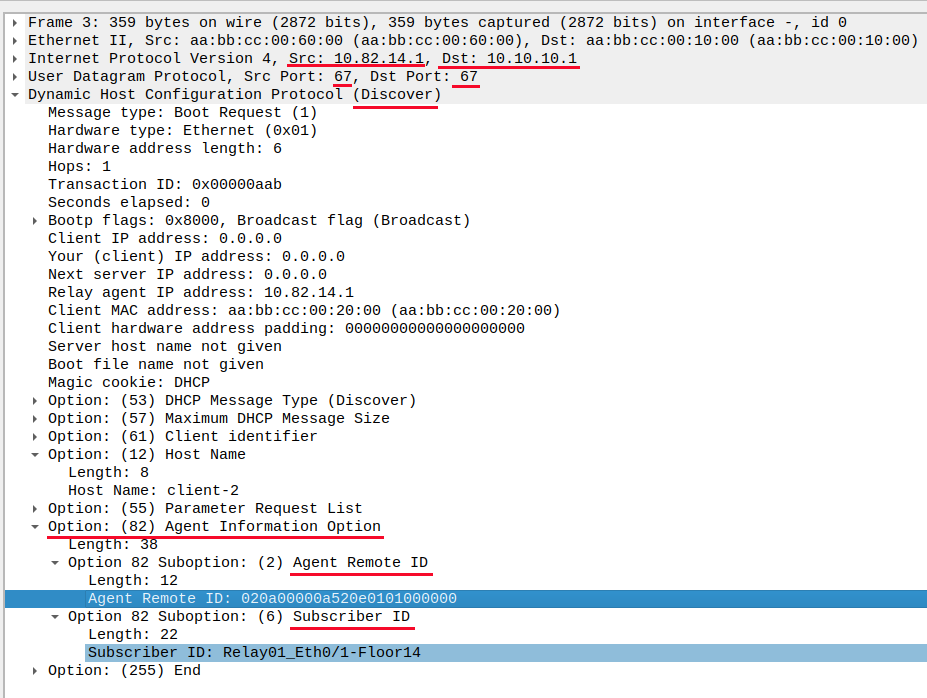 Frame 3: 359 bytes on wire (2872 bits), 359 bytes captured (2872 bits) on interface -, id 0
Ethernet II, Src: aa:bb:cc:00:60:00 (aa:bb:cc:00:60:00), Dst: aa:bb:cc:00:10:00 (aa:bb:cc:00:10:00)
Internet Protocol Version 4, Src: 10.82.14.1, Dst: 10.10.10.1
User Datagram Protocol, Src Port: 67, Dst Port: 67
Dynamic Host Configuration Protocol (Discover)
Message type: Boot Request (1)
Hardware type: Ethernet (0x01)
Hardware address length: 6
Hops: 1
Transaction ID: 0x00000aab
Seconds elapsed: 0
Bootp flags: 0x8000, Broadcast flag (Broadcast)
Client IP address: 0.0.0.0
Your (client) IP address: 0.0.0.0
Next server IP address: 0.0.0.0
Relay agent IP address: 10.82.14.1
Client MAC address: aa:bb:cc:00:20:00 (aa:bb:cc:00:20:00)
Client hardware address padding: 00000000000000000000
Server host name not given
Boot file name not given
Magic cookie: DHCP
Option: (53) DHCP Message Type (Discover)
Option: (57) Maximum DHCP Message Size
Option: (61) Client identifier
Option: (12) Host Name
Length: 8
Host Name: client-2
Option: (55) Parameter Request List
Option: (82) Agent Information Option
Length: 38
Option 82 Suboption: (2) Agent Remote ID
Length: 12
Agent Remote ID: 020a00000a520e0101000000
Option 82 Suboption: (6) Subscriber ID
Length: 22
Subscriber ID: Relay01_Eth0/1-Floor14
Option: (255) End